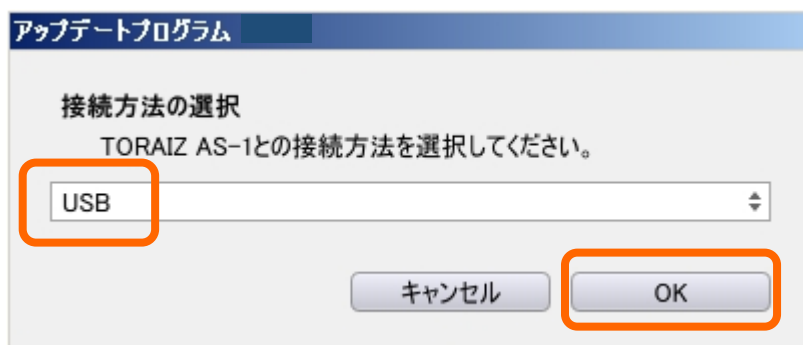 アップデートプログラム
接続方法の選択
TORAIZ AS-1との接続方法を選択してください。
USB
キャンセル
OK